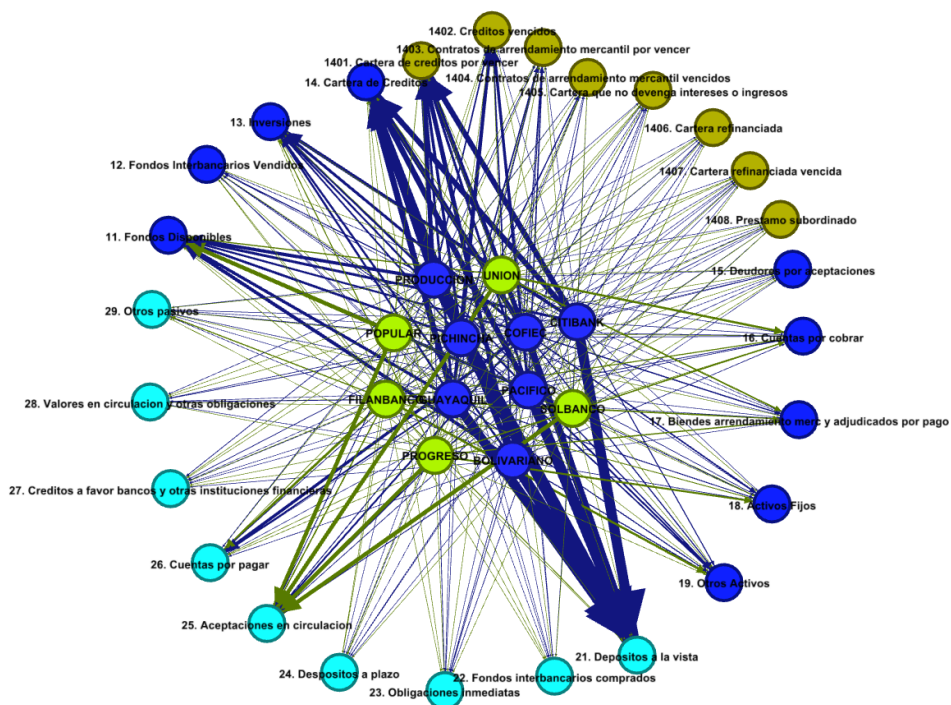 1402. Creditos vencidos
1403. Contratos de arrendamiento mercantil por vencer
1401. Cartera de creditos por vencer
1404. Contratos de arrendamiento mercantil vencidos
14. Cartera de Creditos
1405. Cartera que no devenga intereses o ingresos
13. Inversiones
1406. Cartera refinanciada
12. Fondos Interbancarios Vendidos
1407. Cartera refinanciada vencida
1408. Prestamo subordinado
11. Fondos Disponibles
15. Deudores por aceptaciones
UNION
PRODUCCION
29. Otros pasivos
CITIBANK
POPULAR
PICHINCHA
COFIEC
16. Cuentas por cobrar
PACIFICO
28. Valores en circulacion y otras obligaciones
FILANBANCO
GUAYAQUIL
SOLBANCO
17. Biendes arrendamiento merc y adjudicados por pago
PROGRESO
BOLIVARIANO
27. Creditos a favor bancos y otras instituciones financieras
18. Activos Fijos
26. Cuentas por pagar
19. Otros Activos
25. Aceptaciones en circulacion
21. Depositos a la vista
24. Despositos a plazo
22. Fondos interbancarios comprados
23. Obligaciones inmediatas